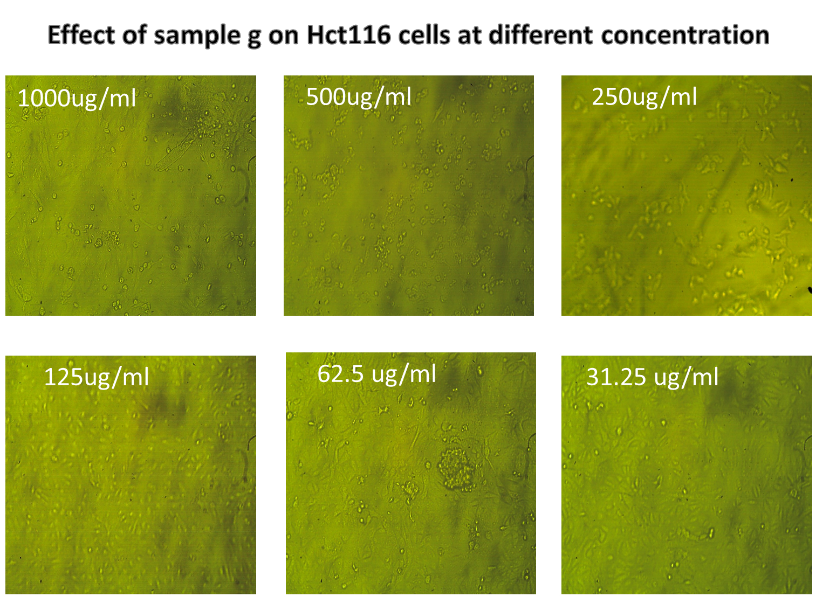 Effect of sample g on Hct116 cells at different concentration
1000ug/ml
500ug/ml
250ug/ml
125ug/ml
62.5 ug/ml
31.25 ug/ml